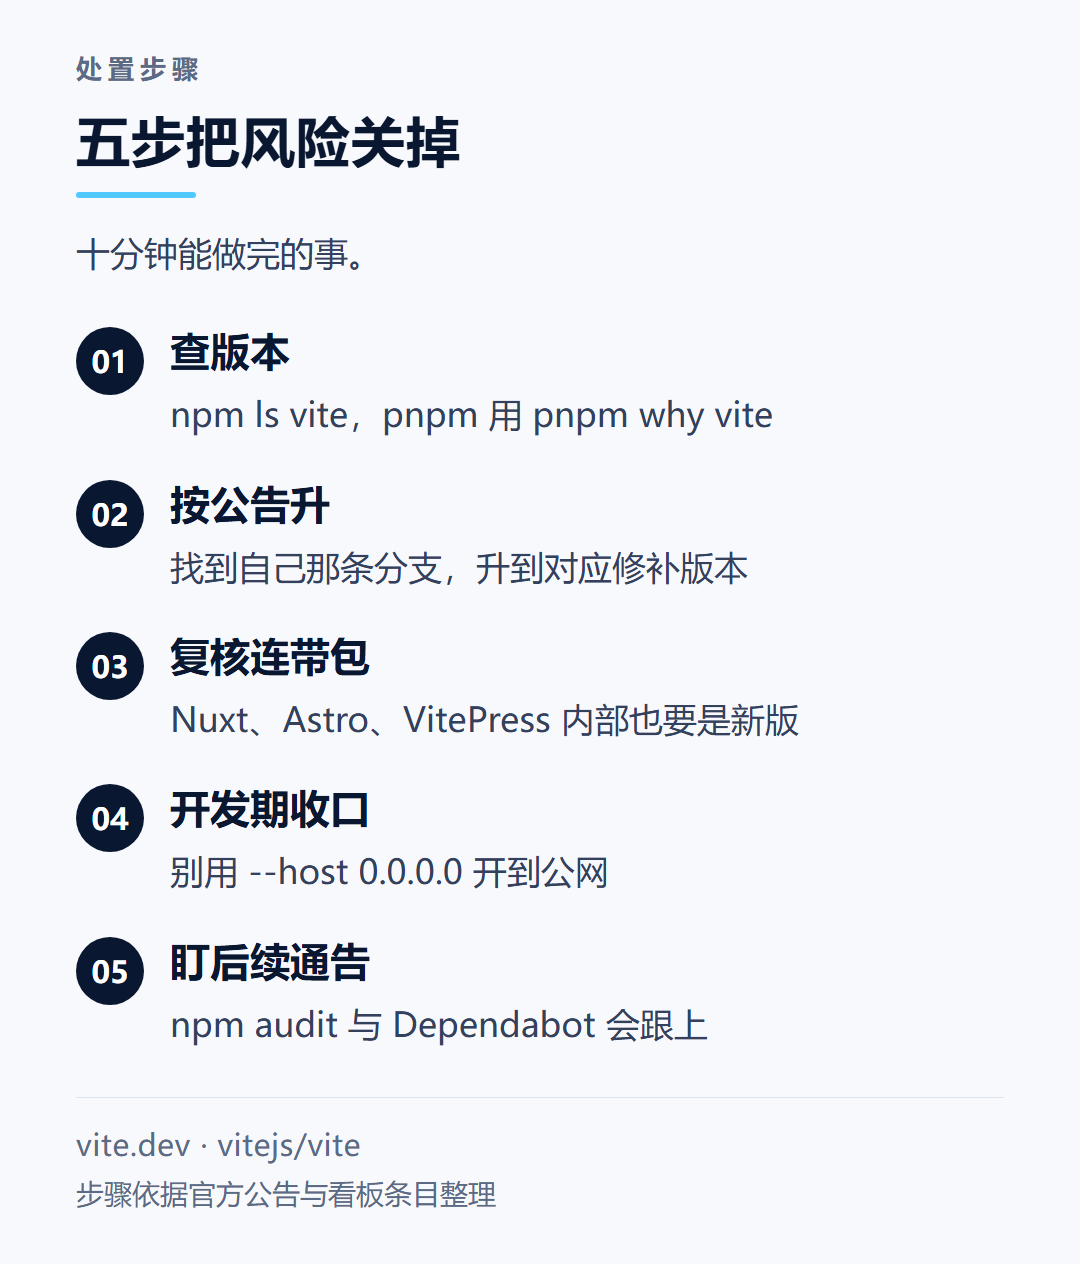 处置步骤
五步把风险关掉
十分钟能做完的事。
01
查版本
npm ls vite，pnpm 用 pnpm why vite
02
按公告升
找到自己那条分支，升到对应修补版本
03
复核连带包
Nuxt、Astro、VitePress 内部也要是新版
04
开发期收口
别用 --host 0.0.0.0 开到公网
05
盯后续通告
npm audit 与 Dependabot 会跟上
vite.dev · vitejs/vite
步骤依据官方公告与看板条目整理